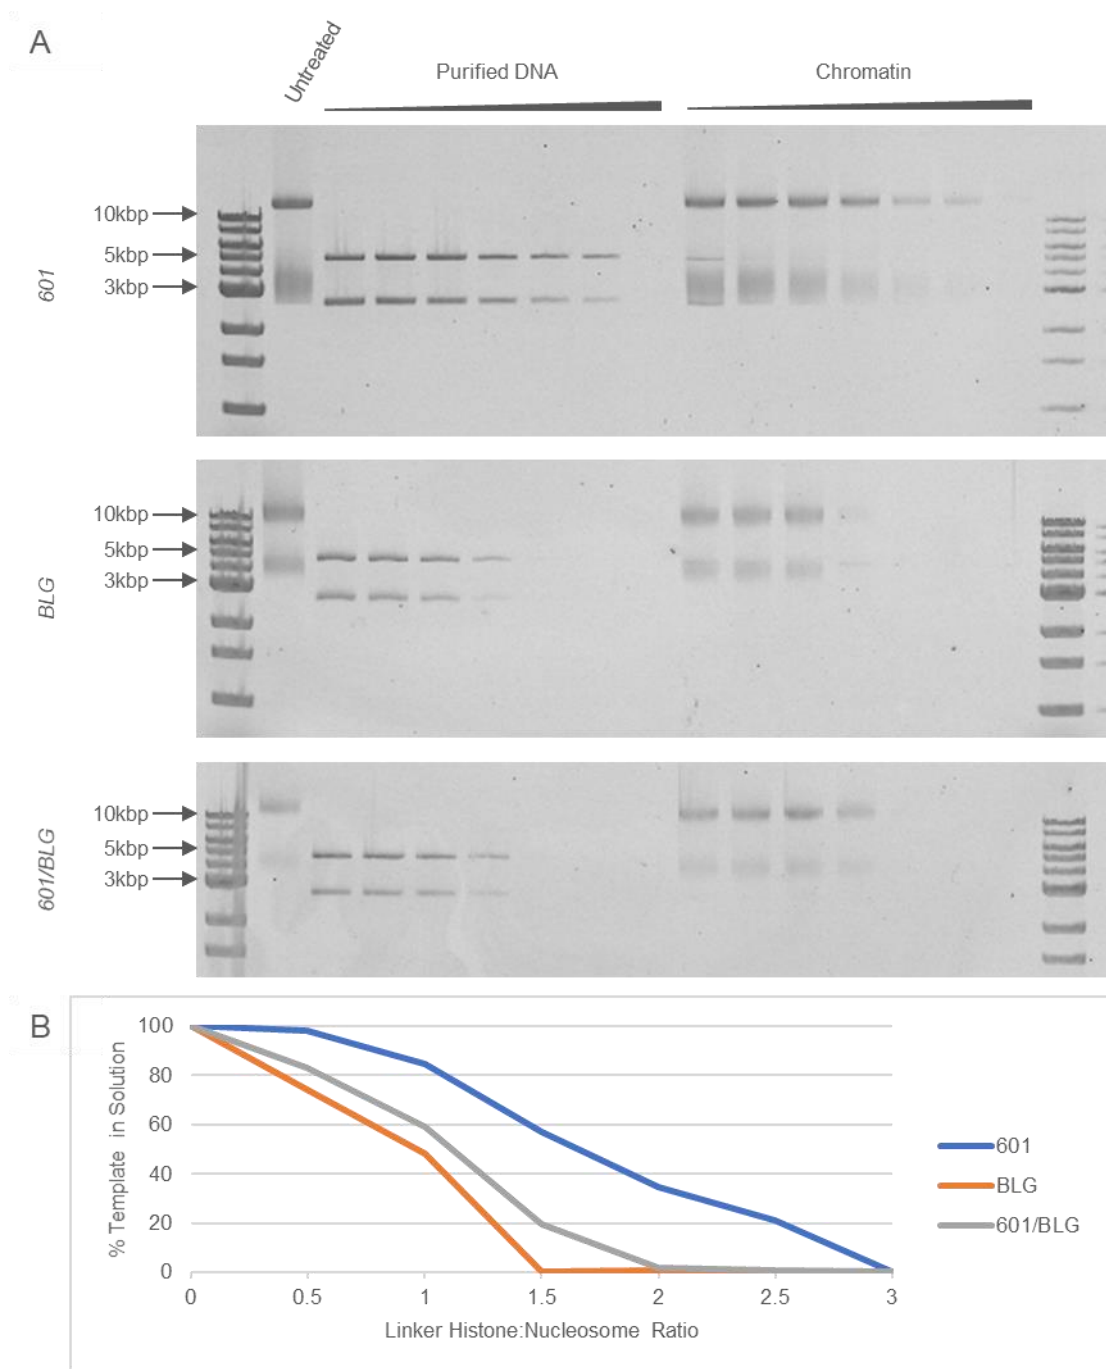 A
Untreated
Purified DNA
Chromatin
601
10kbp
5kbp
3kbp
BLG
10kbp
5kbp
3kbp
601/BLG
10kbp
5kbp
3kbp
B
% Template in Solution
100
80
60
40
20
0
0 0.5 1 1.5 2 2.5 3
Linker Histone:Nucleosome Ratio
601
BLG
601/BLG